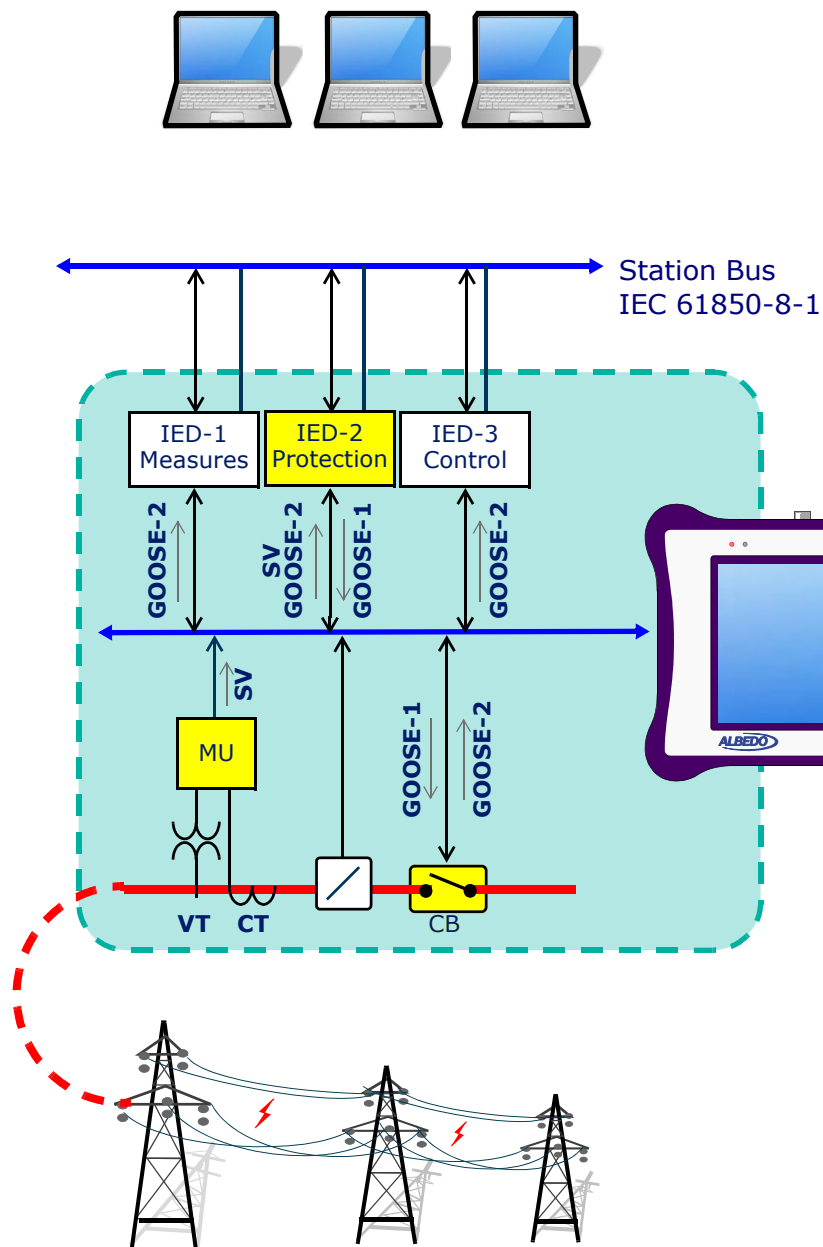 Station Bus
IEC 61850-8-1
IED-1
Measures
IED-2
Protection
IED-3
Control
GOOSE-2
SV
GOOSE-2
GOOSE-1
GOOSE-2
SV
MU
GOOSE-1
GOOSE-2
ALBEDO
VT
CT
CB